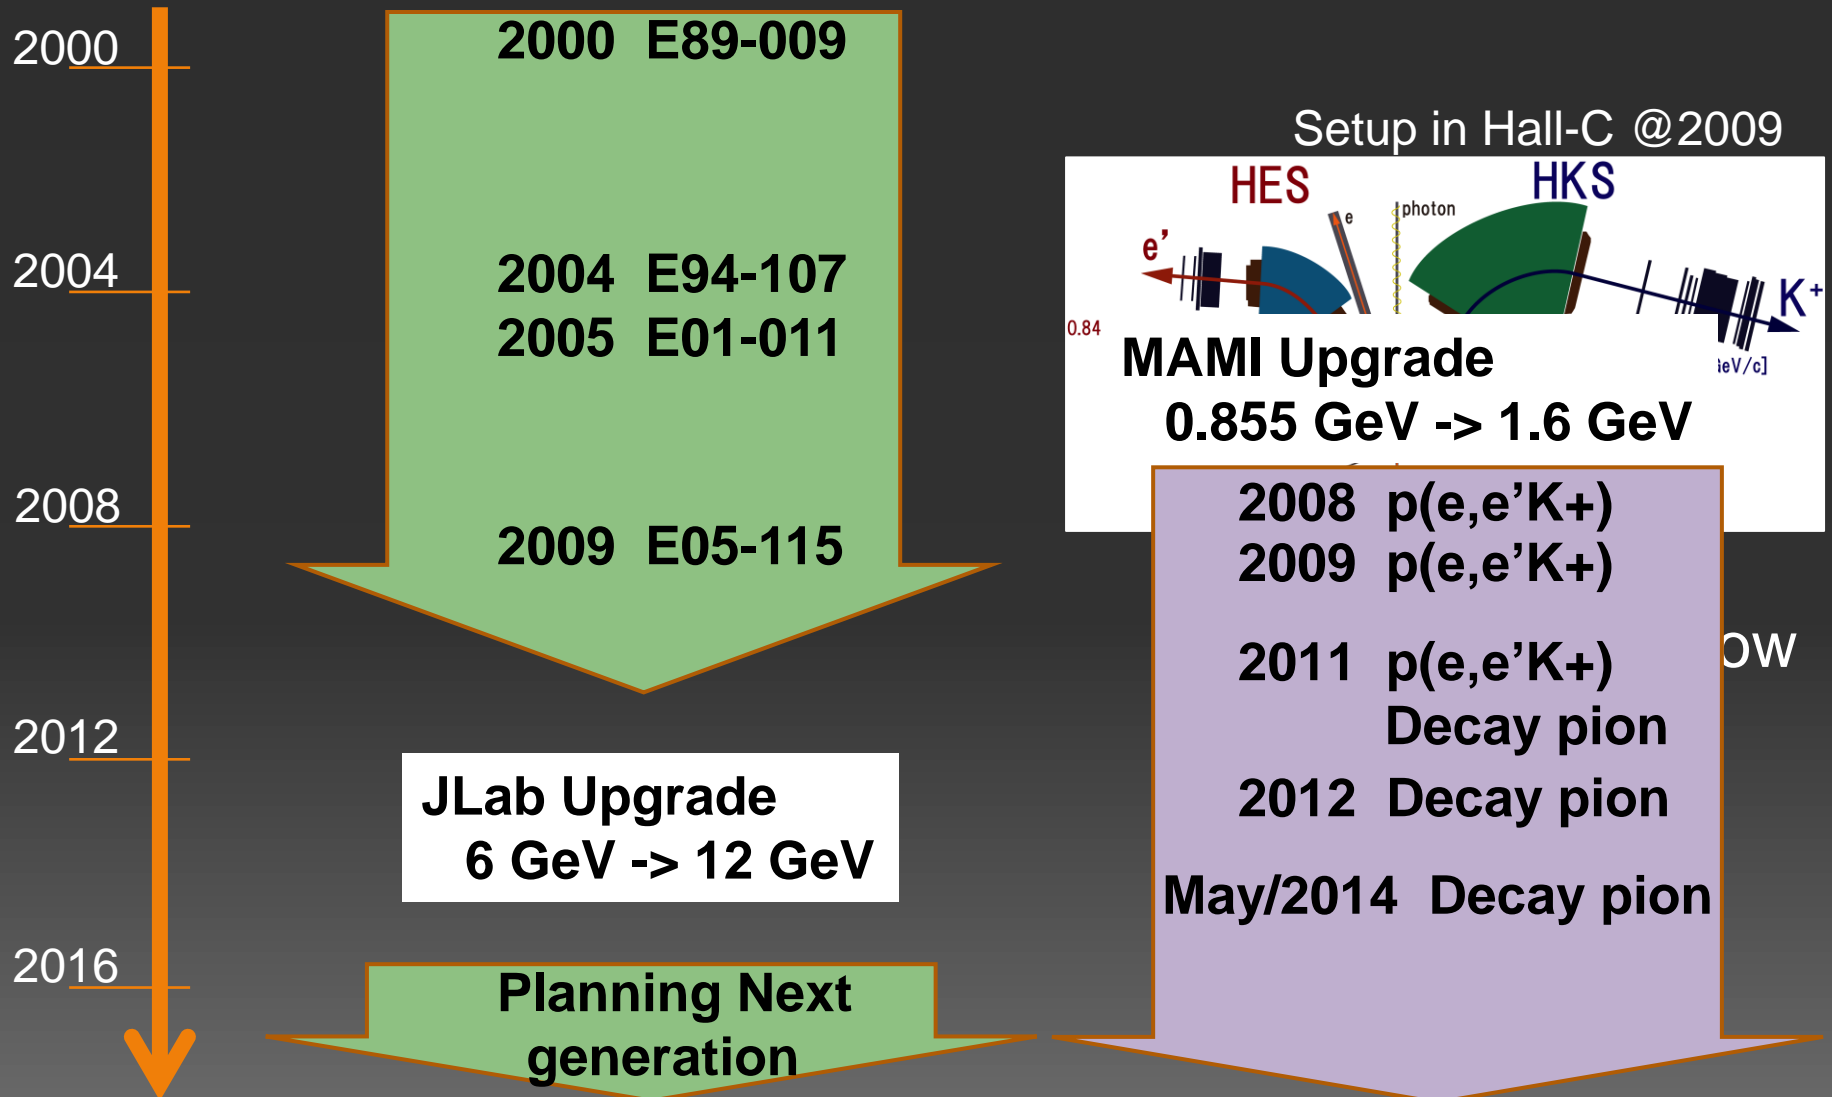 2000
2004
2008
2012
2016
2000 E89-009
2004 E94-107
2005 E01-011
2009 E05-115
JLab Upgrade
6 GeV -> 12 GeV
Planning Next
generation
Setup in Hall-C @2009
HES
HKS
e
photon
e’
K+
0.84
MAMI Upgrade
0.855 GeV -> 1.6 GeV
2008 p(e,e’K+)
2009 p(e,e’K+)
2011 p(e,e’K+)
Decay pion
2012 Decay pion
May/2014 Decay pion